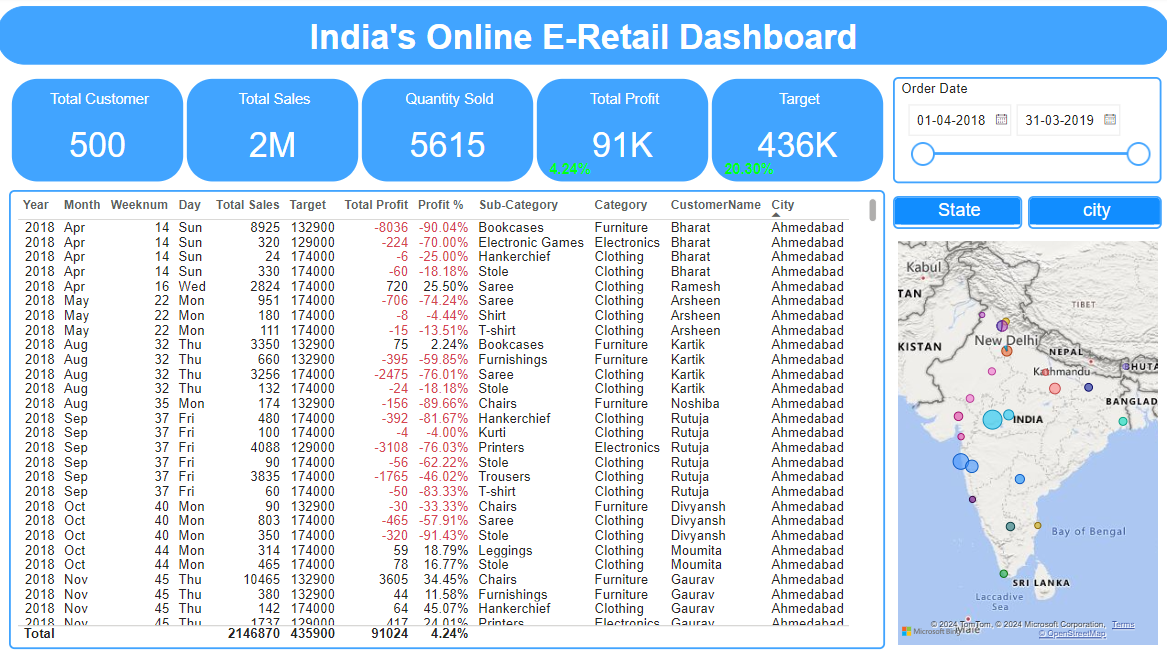 India's Online E-Retail Dashboard
Total Customer
500
Total Sales
2M
Quantity Sold
5615
Total Profit
91K
4.24%
Target
436K
20.30%
Order Date
01-04-2018 31-03-2019
State city
Year Month Weeknum Day Total Sales Target Total Profit Profit % Sub-Category Category CustomerName City
2018 Apr 14 Sun 8925 132900 -8036 -90.04% Bookcases Furniture Bharat Ahmedabad
2018 Apr 14 Sun 320 129000 -224 -70.00% Electronic Games Electronics Bharat Ahmedabad
2018 Apr 14 Sun 24 174000 -6 -25.00% Hankerchief Clothing Bharat Ahmedabad
2018 Apr 14 Sun 330 174000 -60 -18.18% Stole Clothing Bharat Ahmedabad
2018 Apr 16 Wed 2824 174000 720 25.50% Saree Clothing Ramesh Ahmedabad
2018 May 22 Mon 951 174000 -706 -74.24% Saree Clothing Arsheen Ahmedabad
2018 May 22 Mon 180 174000 -8 -4.44% Shirt Clothing Arsheen Ahmedabad
2018 May 22 Mon 111 174000 -15 -13.51% T-shirt Clothing Arsheen Ahmedabad
2018 Aug 32 Thu 3350 132900 75 2.24% Bookcases Furniture Kartik Ahmedabad
2018 Aug 32 Thu 660 132900 -395 -59.85% Furnishings Furniture Kartik Ahmedabad
2018 Aug 32 Thu 3256 174000 -2475 -76.01% Saree Clothing Kartik Ahmedabad
2018 Aug 32 Thu 132 174000 -24 -18.18% Stole Clothing Kartik Ahmedabad
2018 Aug 35 Mon 174 132900 -156 -89.66% Chairs Furniture Noshiba Ahmedabad
2018 Sep 37 Fri 480 174000 -392 -81.67% Hankerchief Clothing Rutuja Ahmedabad
2018 Sep 37 Fri 100 174000 -4 -4.00% Kurti Clothing Rutuja Ahmedabad
2018 Sep 37 Fri 4088 129000 -3108 -76.03% Printers Electronics Rutuja Ahmedabad
2018 Sep 37 Fri 90 174000 -56 -62.22% Stole Clothing Rutuja Ahmedabad
2018 Sep 37 Fri 3835 174000 -1765 -46.02% Trousers Clothing Rutuja Ahmedabad
2018 Sep 37 Fri 60 174000 -50 -83.33% T-shirt Clothing Rutuja Ahmedabad
2018 Oct 40 Mon 90 132900 -30 -33.33% Chairs Furniture Divyansh Ahmedabad
2018 Oct 40 Mon 803 174000 -465 -57.91% Saree Clothing Divyansh Ahmedabad
2018 Oct 40 Mon 350 174000 -320 -91.43% Stole Clothing Divyansh Ahmedabad
2018 Oct 44 Mon 314 174000 59 18.79% Leggings Clothing Moumita Ahmedabad
2018 Oct 44 Mon 465 174000 78 16.77% Stole Clothing Moumita Ahmedabad
2018 Nov 45 Thu 10465 132900 3605 34.45% Chairs Furniture Gaurav Ahmedabad
2018 Nov 45 Thu 380 132900 44 11.58% Furnishings Furniture Gaurav Ahmedabad
2018 Nov 45 Thu 142 174000 64 45.07% Hankerchief Clothing Gaurav Ahmedabad
2018 Nov 45 Thu 1737 129000 417 24.01% Printers Electronics Gaurav Ahmedabad
Total 2146870 435900 91024 4.24%
Kabul
TAN
TIBET
KISTAN
New Delhi
NEPAL
Kathmandu
BHUTA
BANGLAD
INDIA
Bay of Bengal
SRI LANKA
Laccadive
Sea
Male
Microsoft Bing
© 2024 TomTom, © 2024 Microsoft Corporation, Terms
© OpenStreetMap